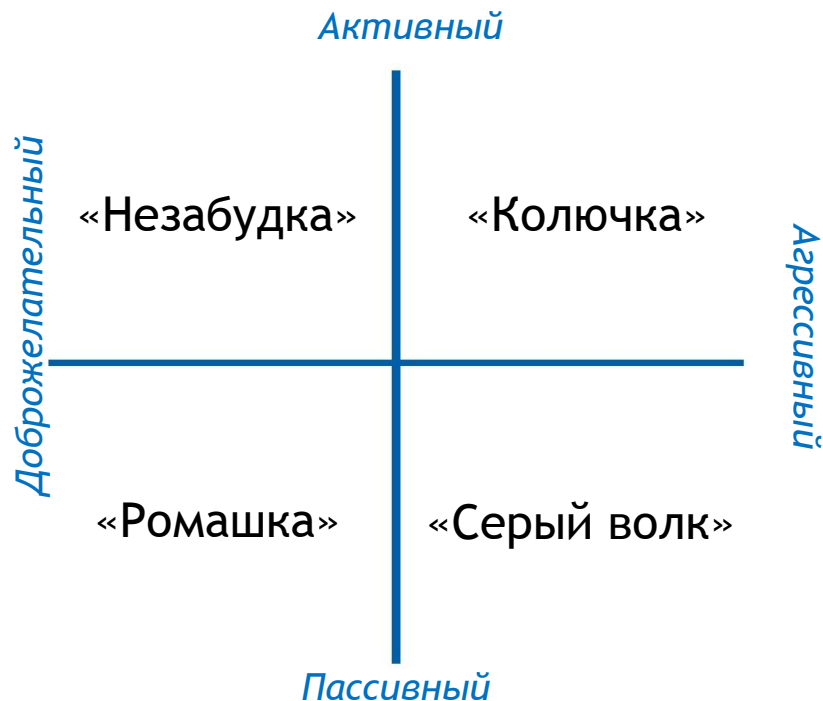 Активный
Доброжелательный
«Незабудка»
«Колючка»
Агрессивный
«Ромашка»
«Серый волк»
Пассивный